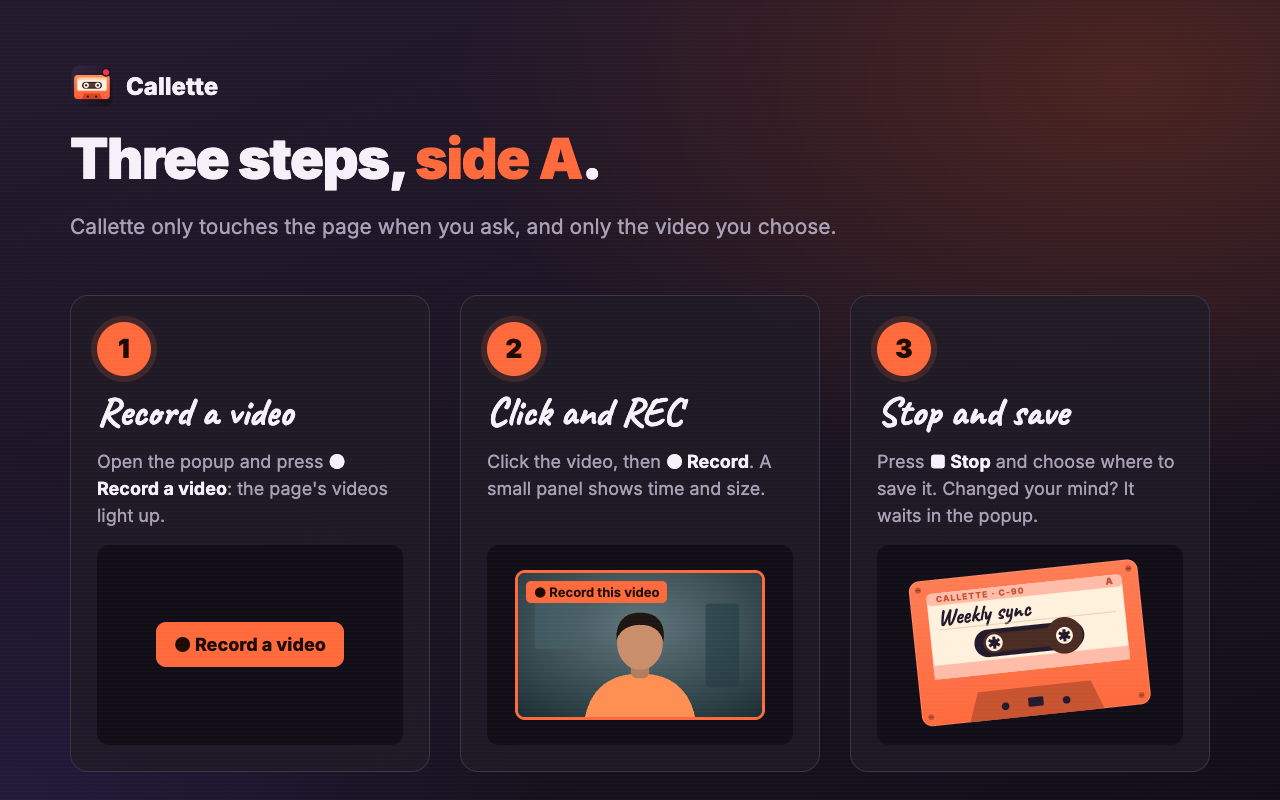 Callette
Three steps, side A.
Callette only touches the page when you ask, and only the video you choose.
1
Record a video
Open the popup and press ●
Record a video: the page's videos
light up.
● Record a video
2
Click and REC
Click the video, then ● Record. A
small panel shows time and size.
● Record this video
3
Stop and save
Press ■ Stop and choose where to
save it. Changed your mind? It
waits in the popup.
CALLETTE · C-90 A
Weekly sync